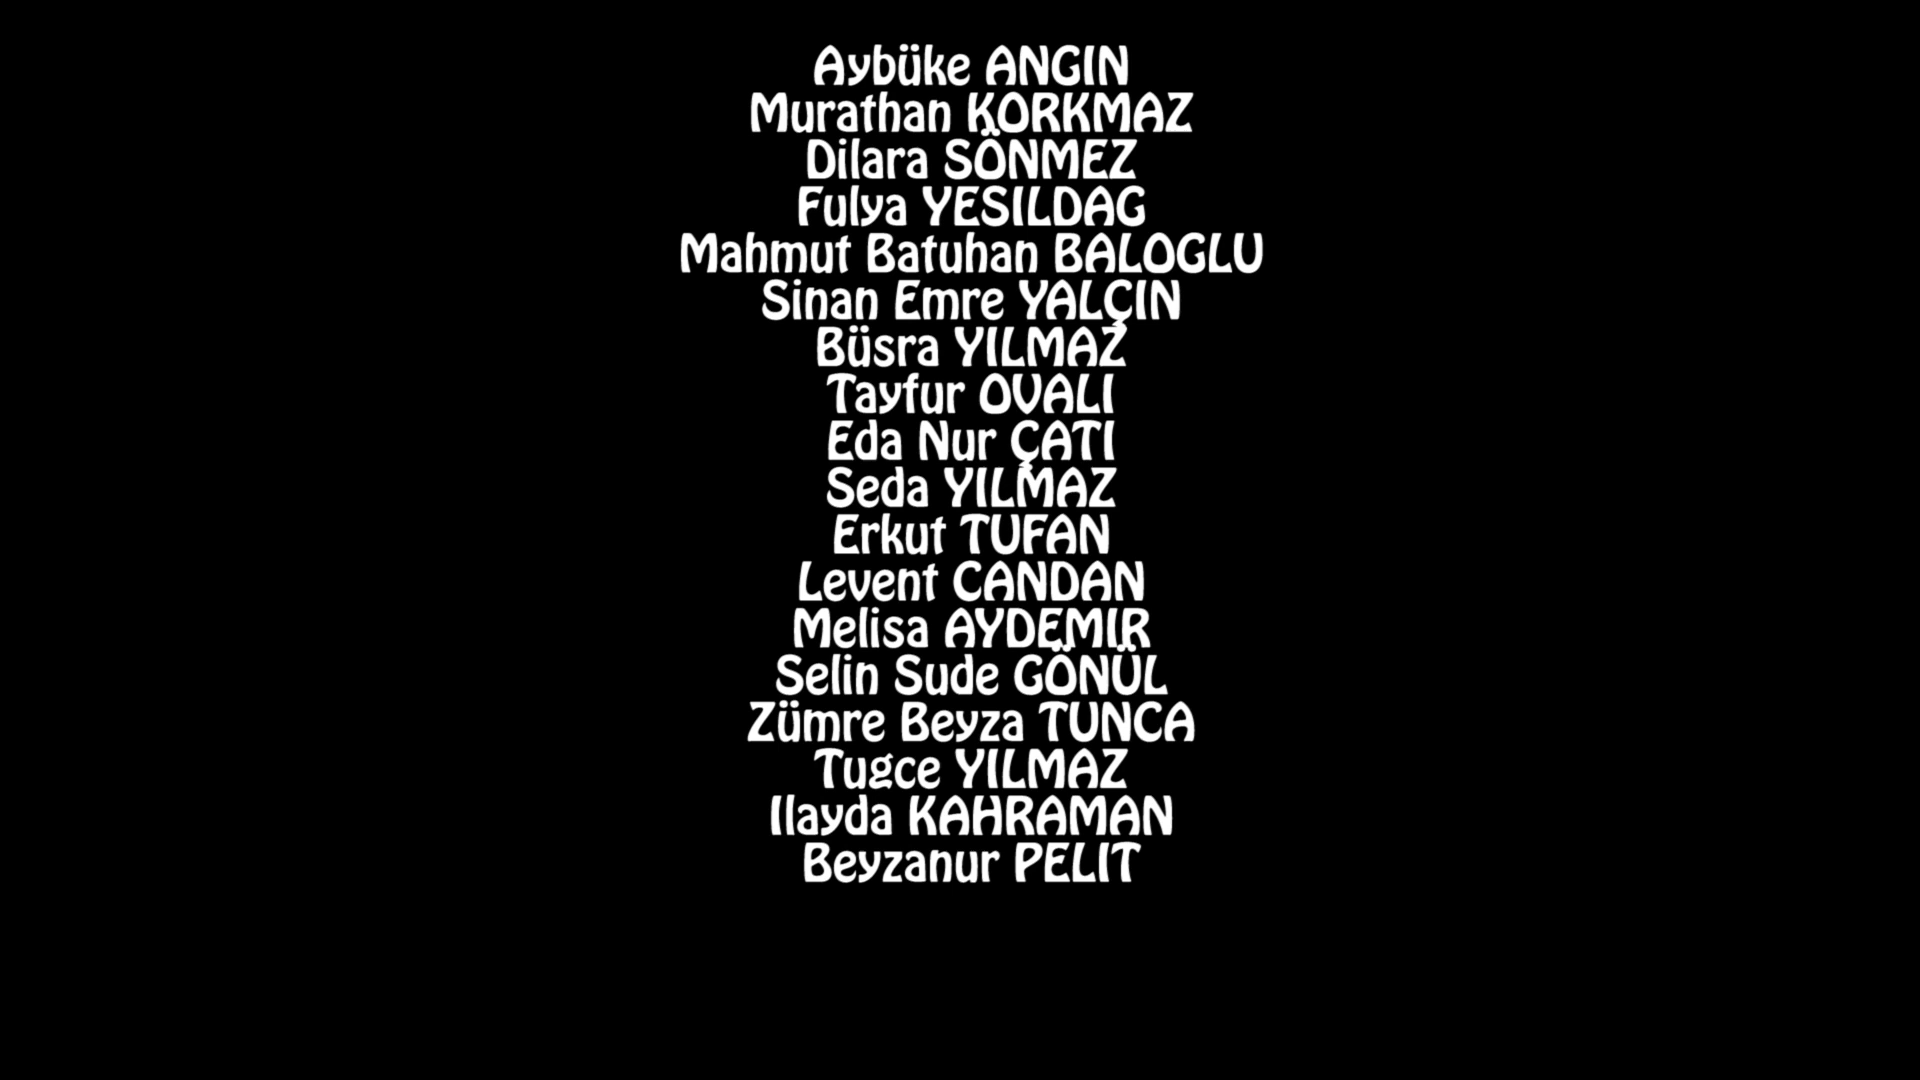 Aybüke ANGIN
Murathan KORKMAZ
Dilara SÖNMEZ
Fulya YESILDAG
Mahmut Batuhan BALOGLU
Sinan Emre YALÇIN
Büsra YILMAZ
Tayfur OVALI
Eda Nur ÇATI
Seda YILMAZ
Erkut TUFAN
Levent CANDAN
Melisa AYDEMIR
Selin Sude GÖNÜL
Zümre Beyza TUNCA
Tugce YILMAZ
Ilayda KAHRAMAN
Beyzanur PELIT